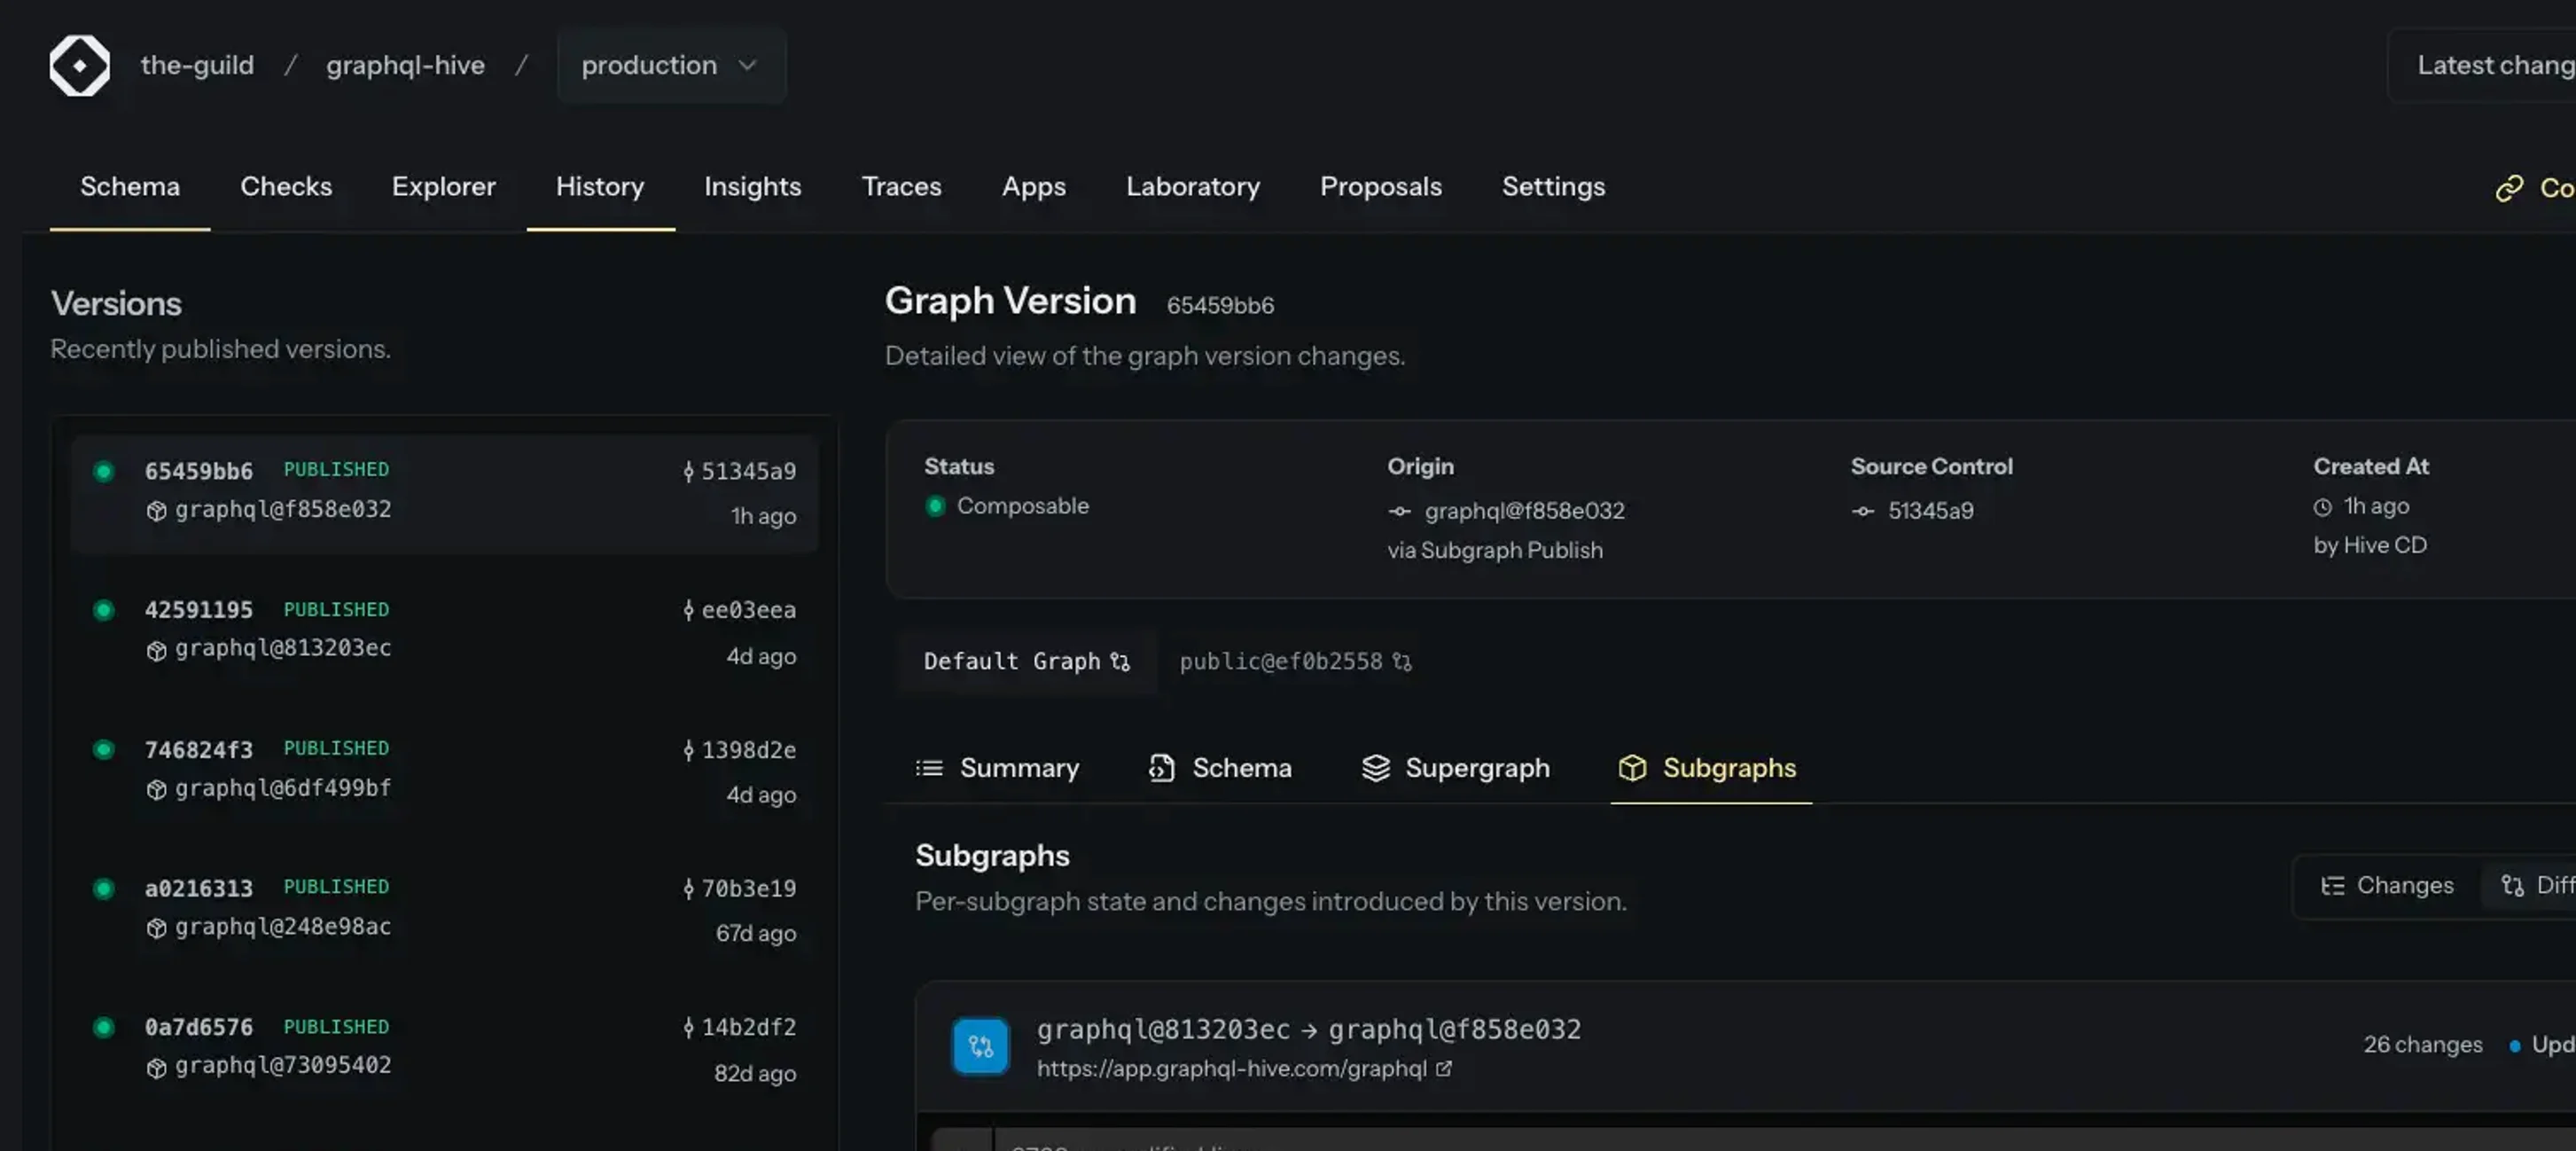 the-guild / graphql-hive / production
Latest chang
Schema Checks Explorer History Insights Traces Apps Laboratory Proposals Settings
Co
Versions
Recently published versions.
65459bb6 PUBLISHED 51345a9
graphql@f858e032 1h ago
42591195 PUBLISHED ee03eea
graphql@813203ec 4d ago
746824f3 PUBLISHED 1398d2e
graphql@6df499bf 4d ago
a0216313 PUBLISHED 70b3e19
graphql@248e98ac 67d ago
0a7d6576 PUBLISHED 14b2df2
graphql@73095402 82d ago
Graph Version 65459bb6
Detailed view of the graph version changes.
Status Origin Source Control Created At
Composable graphql@f858e032 51345a9 1h ago
via Subgraph Publish by Hive CD
Default Graph public@ef0b2558
Summary Schema Supergraph Subgraphs
Subgraphs
Per-subgraph state and changes introduced by this version.
Changes Diff
graphql@813203ec → graphql@f858e032
https://app.graphql-hive.com/graphql
26 changes Upd